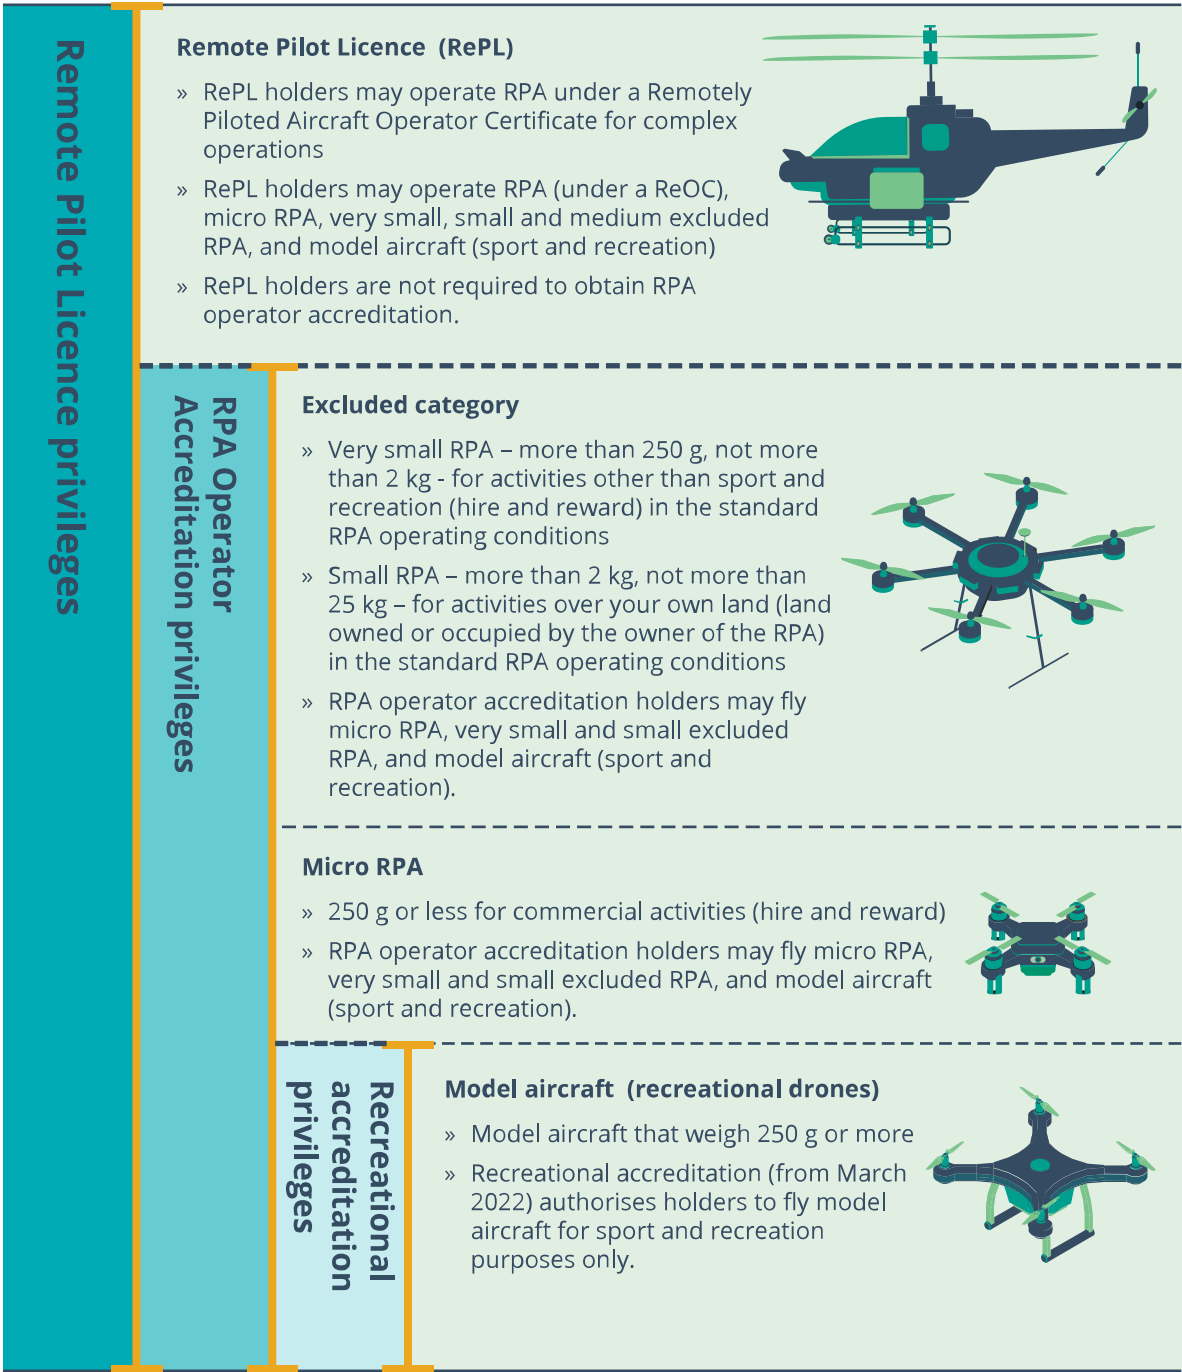 Remote Pilot Licence privileges
Remote Pilot Licence  (RePL)
» RePL holders may operate RPA under a Remotely
Piloted Aircraft Operator Certificate for complex
operations
» RePL holders may operate RPA (under a ReOC),
micro RPA, very small, small and medium excluded
RPA, and model aircraft (sport and recreation)
» RePL holders are not required to obtain RPA
operator accreditation.
RPA Operator
Accreditation privileges
Excluded category
» Very small RPA – more than 250 g, not more
than 2 kg - for activities other than sport and
recreation (hire and reward) in the standard
RPA operating conditions
» Small RPA – more than 2 kg, not more than
25 kg – for activities over your own land (land
owned or occupied by the owner of the RPA)
in the standard RPA operating conditions
» RPA operator accreditation holders may fly
micro RPA, very small and small excluded
RPA, and model aircraft (sport and
recreation).
Micro RPA
» 250 g or less for commercial activities (hire and reward)
» RPA operator accreditation holders may fly micro RPA,
very small and small excluded RPA, and model aircraft
(sport and recreation).
Recreational
accreditation
privileges
Model aircraft  (recreational drones)
» Model aircraft that weigh 250 g or more
» Recreational accreditation (from March
2022) authorises holders to fly model
aircraft for sport and recreation
purposes only.